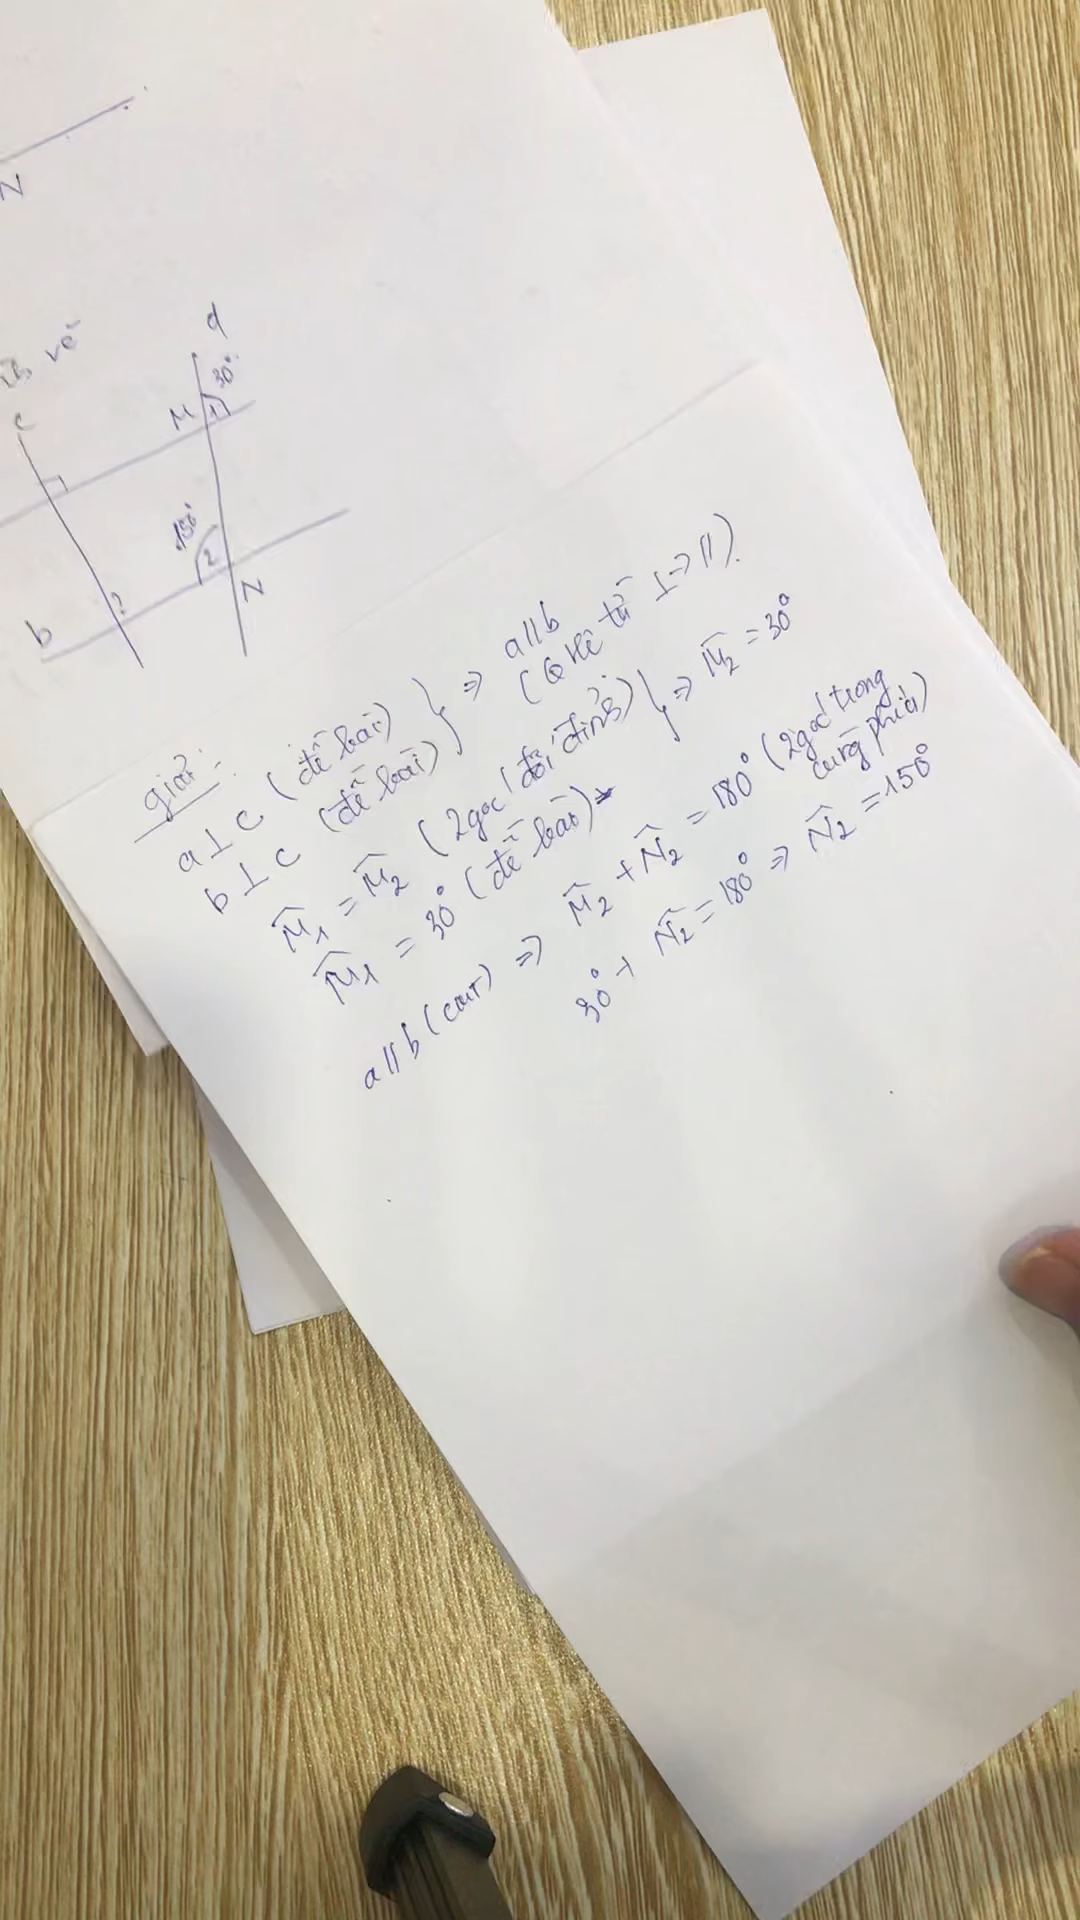 N
vẽ
d
c
30°
M
1
150°
2
b
?
N
giải:
a ⊥ c (đề bài)
b ⊥ c (đề bài)
} => a // b
(Q hệ từ ⊥ -> //).
M̂1 = M̂2 (2 góc đối đỉnh)
M̂1 = 30° (đề bài)
} => M̂2 = 30°
a // b (cmt) => M̂2 + N̂2 = 180° (2 góc trong cùng phía)
30° + N̂2 = 180° => N̂2 = 150°